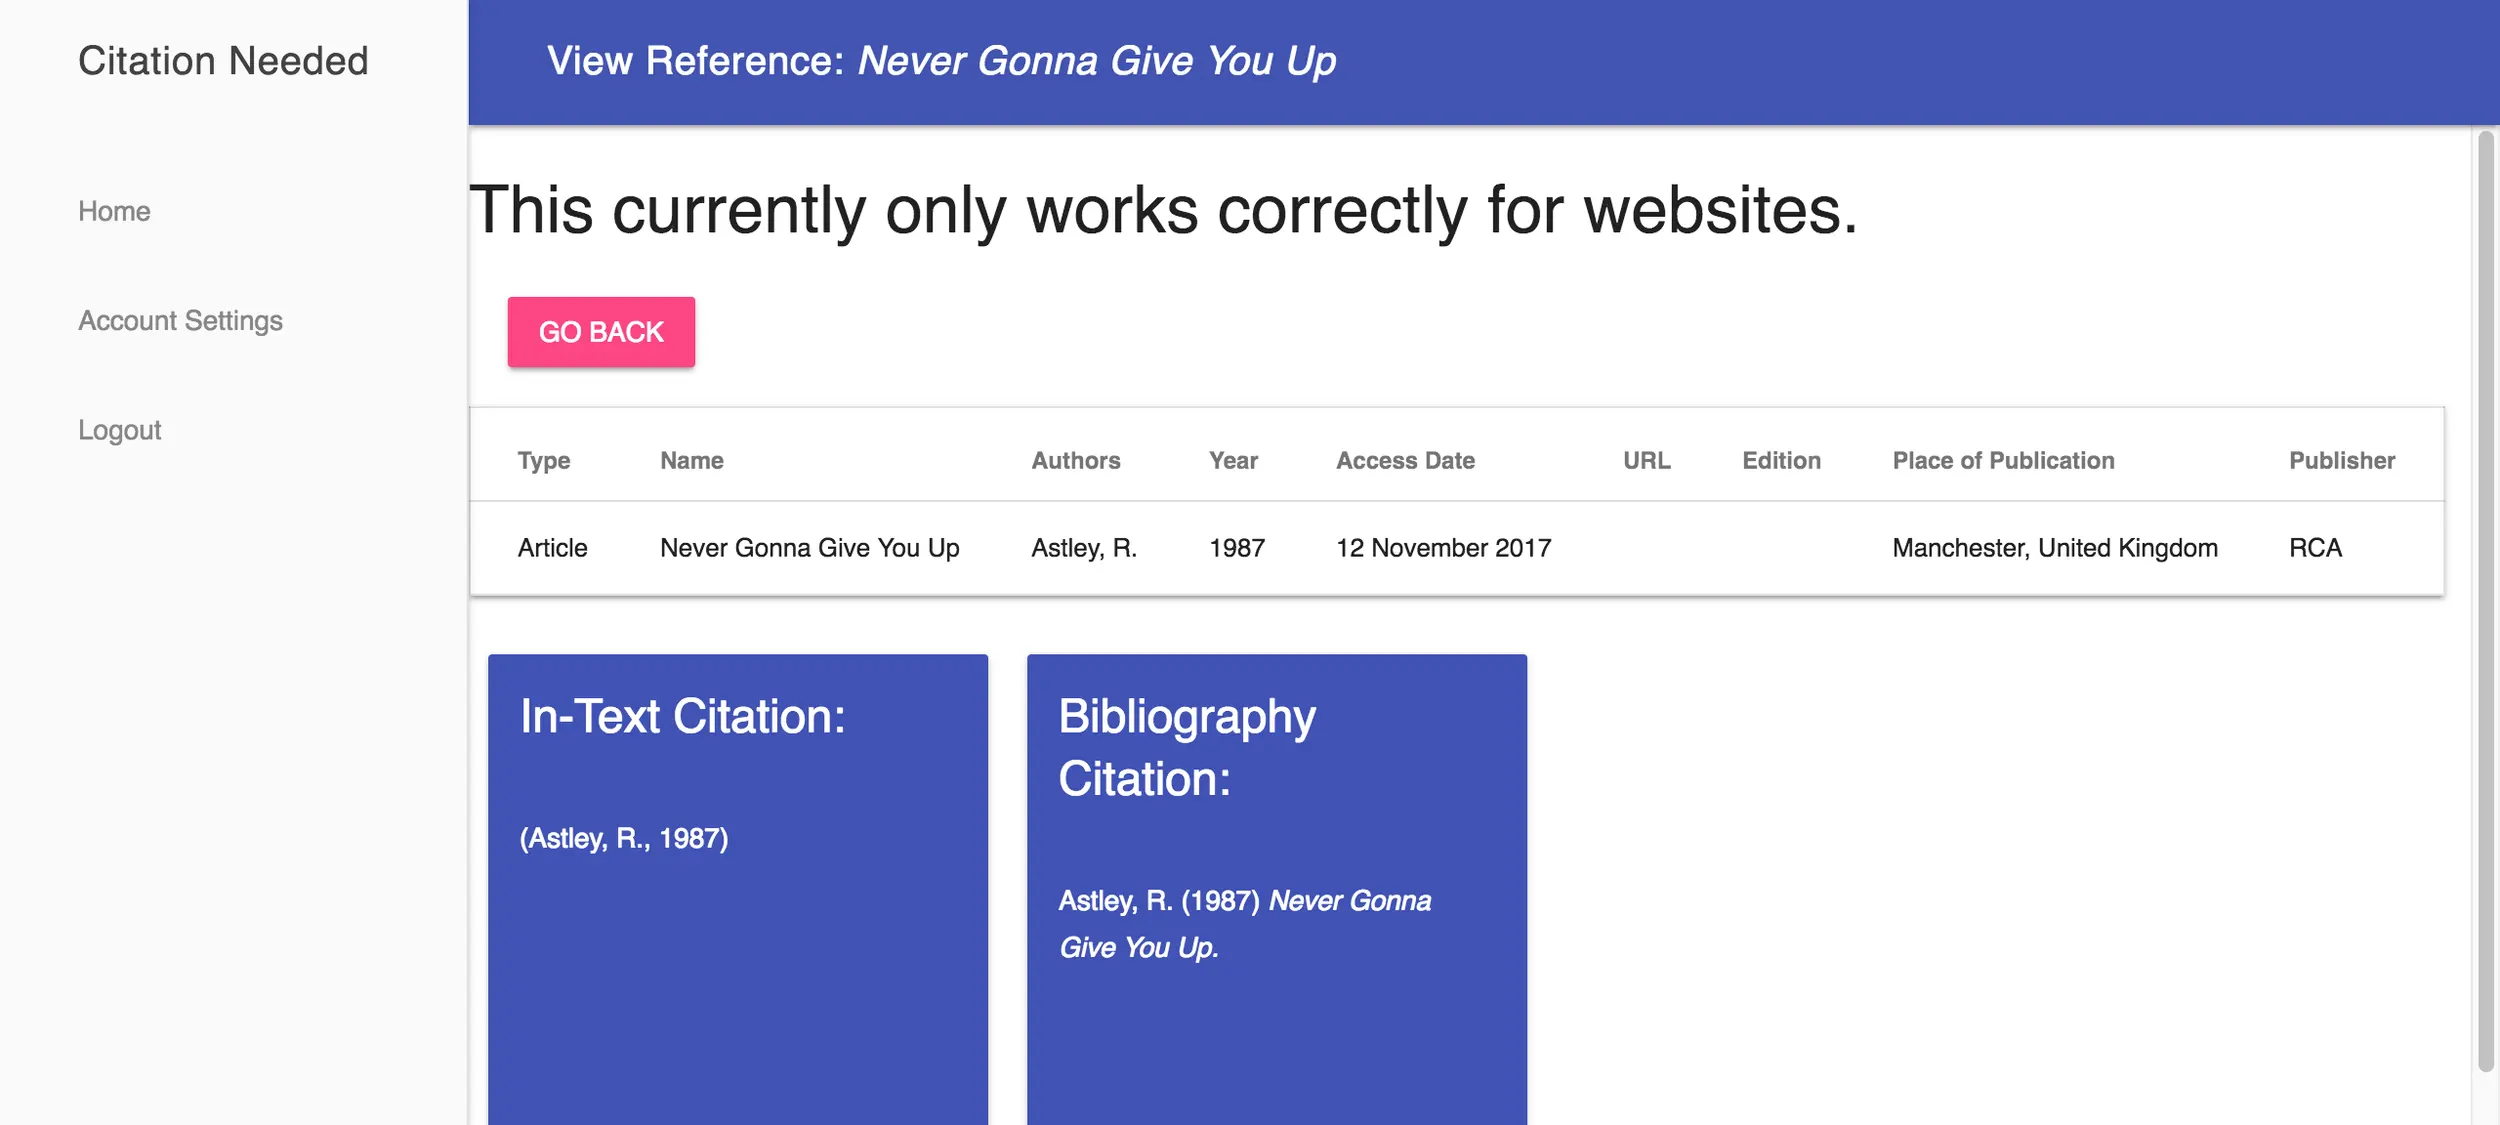 Citation Needed
View Reference: Never Gonna Give You Up
Home
Account Settings
Logout
This currently only works correctly for websites.
GO BACK
Type Name Authors Year Access Date URL Edition Place of Publication Publisher
Article Never Gonna Give You Up Astley, R. 1987 12 November 2017 Manchester, United Kingdom RCA
In-Text Citation:
(Astley, R., 1987)
Bibliography
Citation:
Astley, R. (1987) Never Gonna
Give You Up.